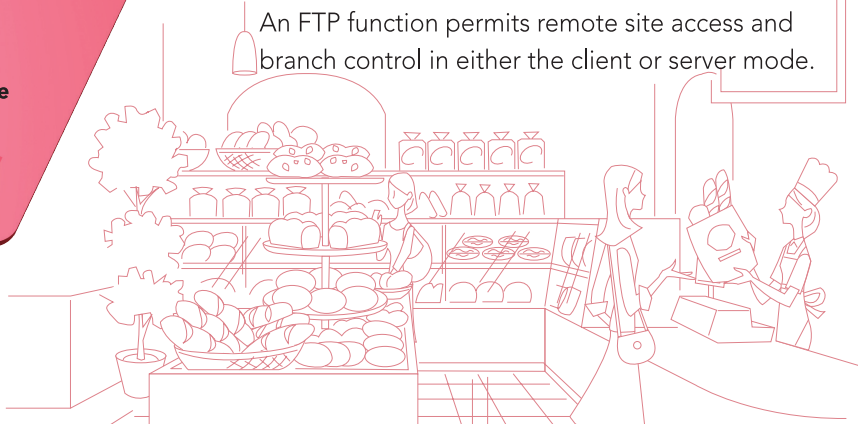 An FTP function permits remote site access and
branch control in either the client or server mode.
e